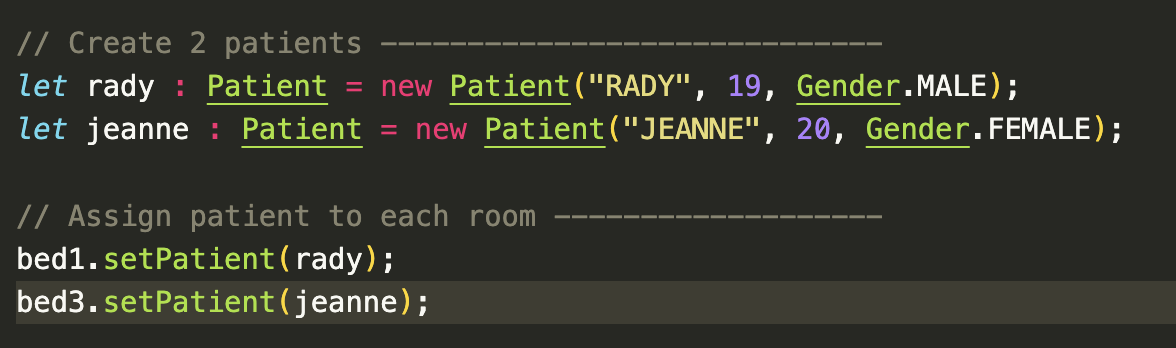 // Create 2 patients -----------------------------
let rady : Patient = new Patient("RADY", 19, Gender.MALE);
let jeanne : Patient = new Patient("JEANNE", 20, Gender.FEMALE);
// Assign patient to each room -------------------
bed1.setPatient(rady);
bed3.setPatient(jeanne);